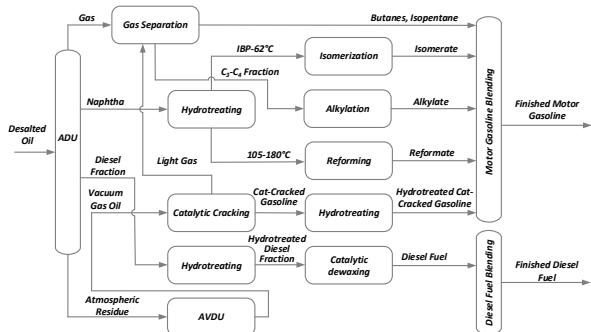 Gas
Gas Separation
Butanes, Isopentane
IBP-62°C
Isomerization
Isomerate
C₃-C₄ Fraction
Naphtha
Hydrotreating
Alkylation
Alkylate
Motor Gasoline Blending
Finished Motor
Gasoline
Desalted
Oil
ADU
105-180°C
Reforming
Reformate
Diesel
Fraction
Light Gas
Vacuum
Gas Oil
Catalytic Cracking
Cat-Cracked
Gasoline
Hydrotreating
Hydrotreated Cat-
Cracked Gasoline
Hydrotreating
Hydrotreated
Diesel
Fraction
Catalytic
dewaxing
Diesel Fuel
Diesel Fuel Blending
Finished Diesel
Fuel
Atmospheric
Residue
AVDU